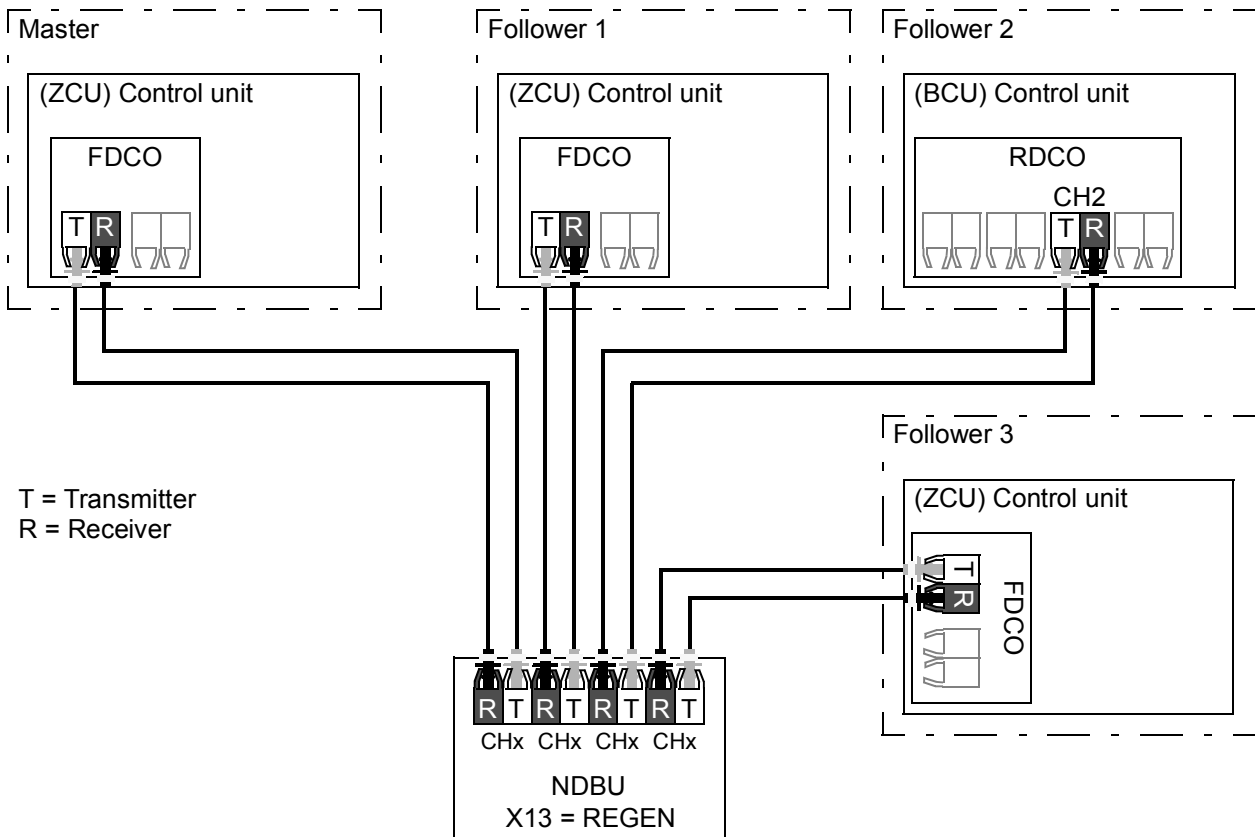 Master
(ZCU) Control unit
FDCO
T R
Follower 1
(ZCU) Control unit
FDCO
T R
Follower 2
(BCU) Control unit
RDCO
CH2
T R
T = Transmitter
R = Receiver
Follower 3
(ZCU) Control unit
T
R
FDCO
R T R T R T R T
CHx CHx CHx CHx
NDBU
X13 = REGEN